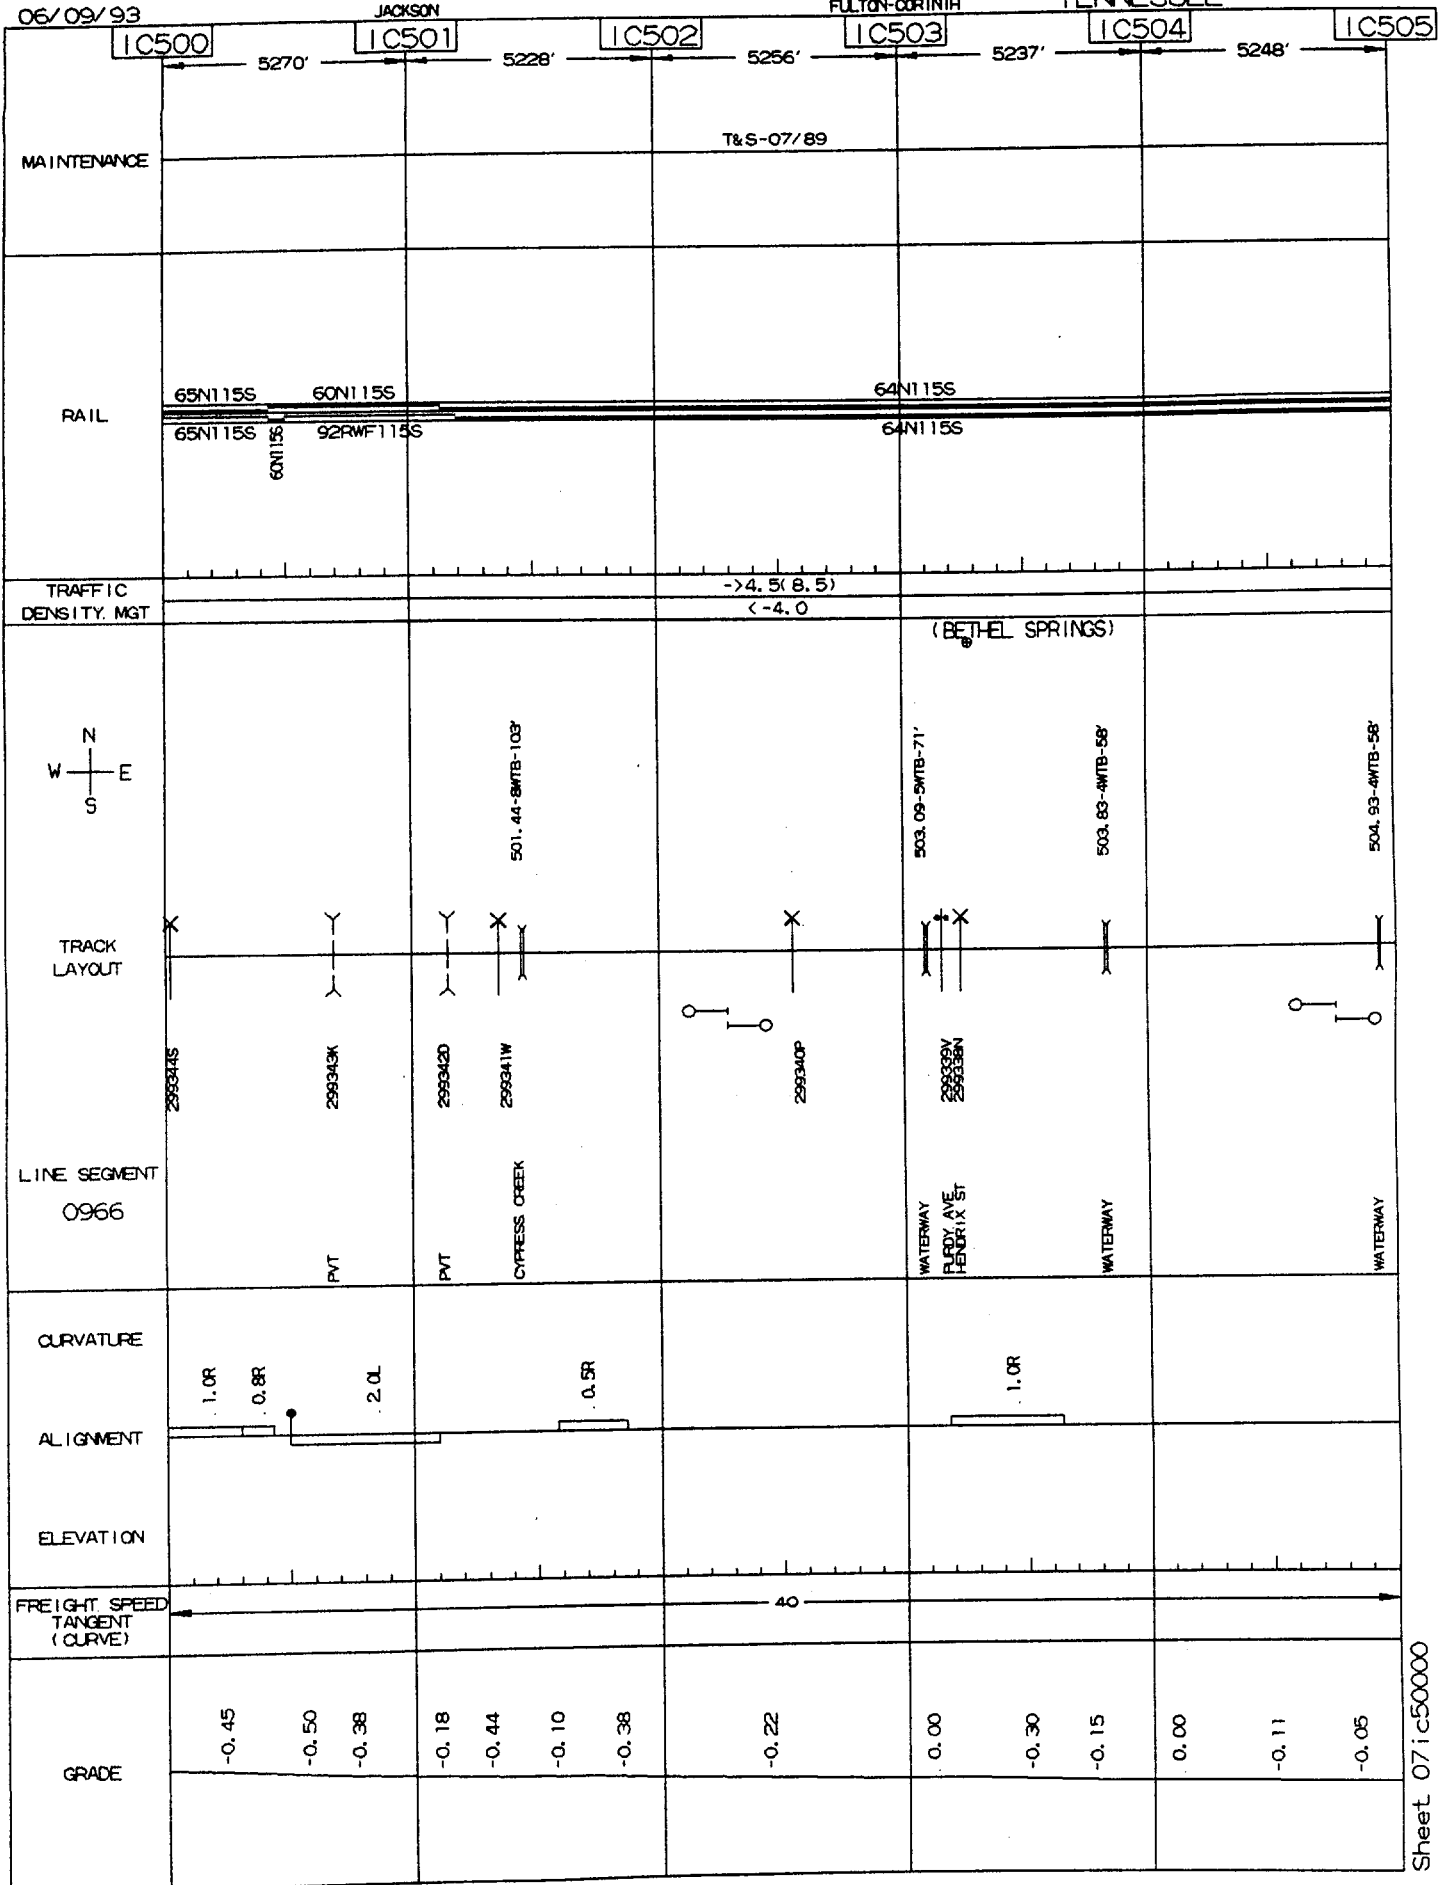 06/09/93 JACKSON FULTON-CORINTH TENNESSEE
IC500 IC501 IC502 IC503 IC504 IC505
5270' 5228' 5256' 5237' 5248'
MAINTENANCE
T&S-07/89
RAIL
65N115S 60N115S 64N115S
65N115S 60N115S 92RWF115S 64N115S
TRAFFIC
DENSITY. MGT
->4.5(8.5)
<-4.0
(BETHEL SPRINGS)
N
W E
S
501.44-8WTB-103'
503.09-5WTB-71'
503.83-4WTB-58'
504.93-4WTB-58'
TRACK
LAYOUT
299344S
299343K
299342D
299341W
299340P
299339V
299338N
LINE SEGMENT
0966
PVT
PVT
CYPRESS CREEK
WATERWAY
PURDY AVE
HENDRIX ST
WATERWAY
WATERWAY
CURVATURE
1.0R
0.8R
2.0L
0.5R
1.0R
ALIGNMENT
ELEVATION
FREIGHT SPEED
TANGENT
(CURVE)
40
GRADE
-0.45
-0.50
-0.38
-0.18
-0.44
-0.10
-0.38
-0.22
0.00
-0.30
-0.15
0.00
-0.11
-0.05
Sheet 07ic50000